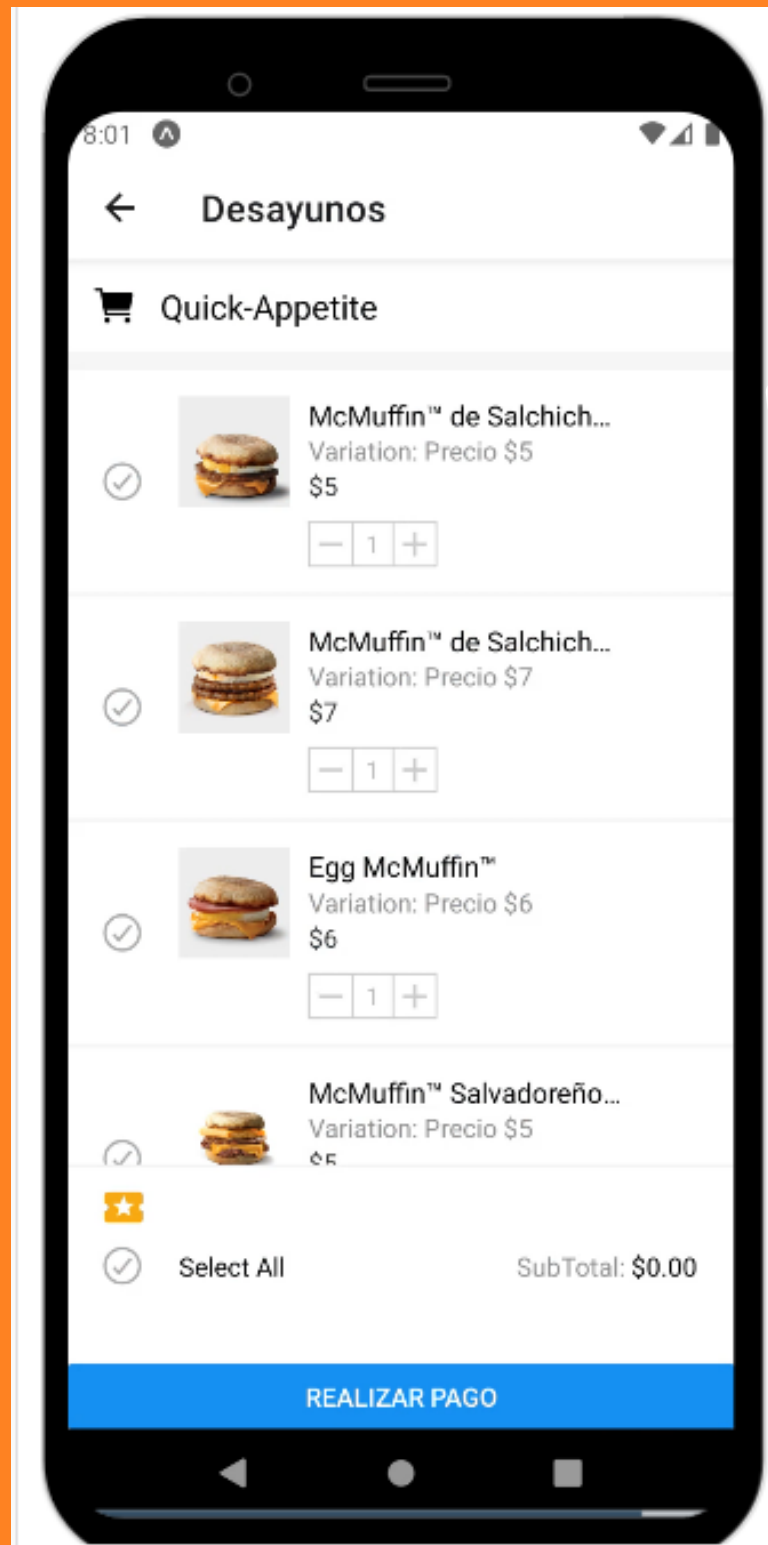 8:01
Desayunos
Quick-Appetite
McMuffin™ de Salchich...
Variation: Precio $5
$5
1
McMuffin™ de Salchich...
Variation: Precio $7
$7
1
Egg McMuffin™
Variation: Precio $6
$6
1
McMuffin™ Salvadoreño...
Variation: Precio $5
$5
Select All SubTotal: $0.00
REALIZAR PAGO